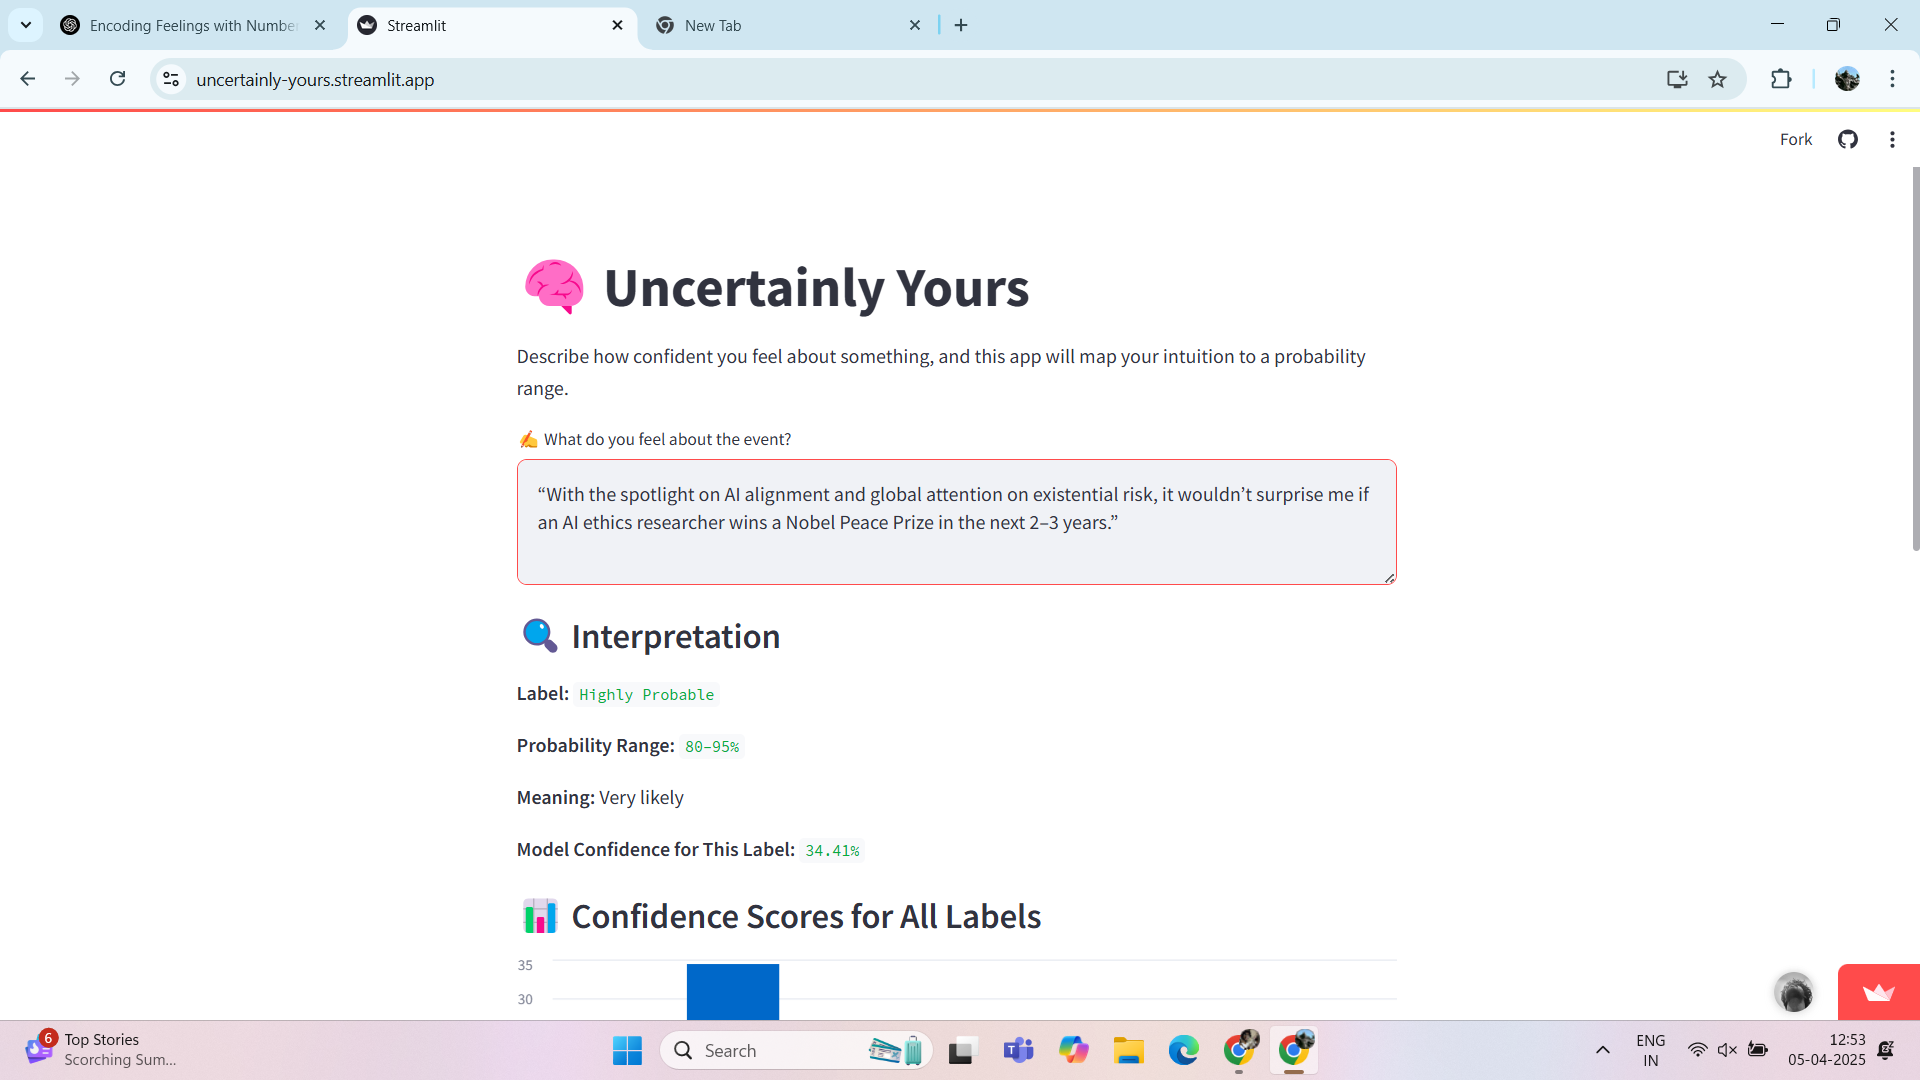 Encoding Feelings with Number
Streamlit
New Tab
uncertainly-yours.streamlit.app
Fork
Uncertainly Yours
Describe how confident you feel about something, and this app will map your intuition to a probability
range.
What do you feel about the event?
“With the spotlight on AI alignment and global attention on existential risk, it wouldn’t surprise me if
an AI ethics researcher wins a Nobel Peace Prize in the next 2–3 years.”
Interpretation
Label: Highly Probable
Probability Range: 80–95%
Meaning: Very likely
Model Confidence for This Label: 34.41%
Confidence Scores for All Labels
35
30
6
Top Stories
Scorching Sum...
Search
ENG
IN
12:53
05-04-2025